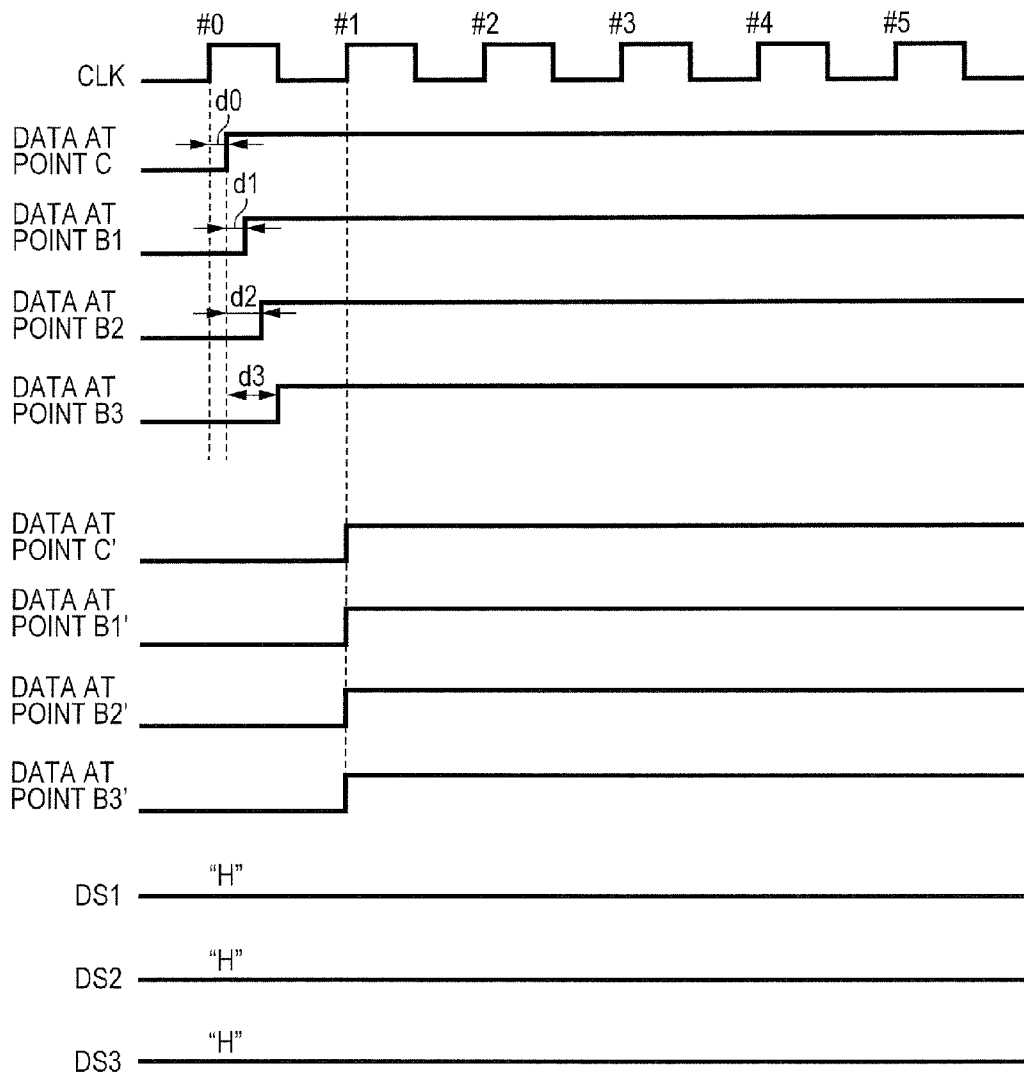 #0 #1 #2 #3 #4 #5
CLK
d0
DATA AT
POINT C
d1
DATA AT
POINT B1
d2
DATA AT
POINT B2
d3
DATA AT
POINT B3
DATA AT
POINT C'
DATA AT
POINT B1'
DATA AT
POINT B2'
DATA AT
POINT B3'
“H”
DS1
“H”
DS2
“H”
DS3